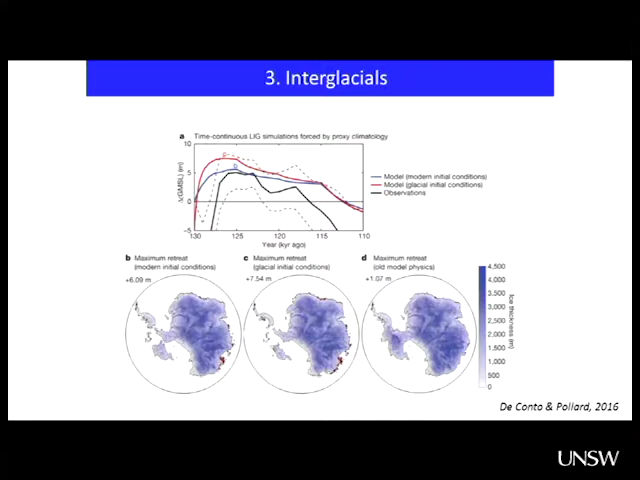 3. Interglacials
a Time-continuous LIG simulations forced by proxy climatology
10
5
0
−5
Δ(GMSL) (m)
c
b
130 125 120 115 110
Year (kyr ago)
Model (modern initial conditions)
Model (glacial initial conditions)
Observations
b Maximum retreat
(modern initial conditions)
+6.09 m
c Maximum retreat
(glacial initial conditions)
+7.54 m
d Maximum retreat
(old model physics)
+1.07 m
4,500
4,000
3,500
3,000
2,500
2,000
1,500
1,000
500
0
Ice thickness (m)
De Conto & Pollard, 2016
UNSW